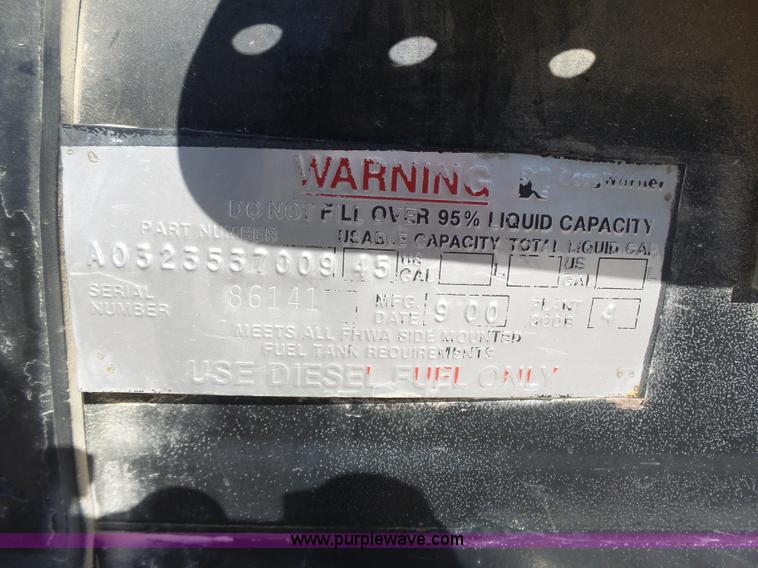 WARNING BorgWarner
DO NOT FILL OVER 95% LIQUID CAPACITY
PART NUMBER USABLE CAPACITY TOTAL LIQUID CAP
A0323537009 45 US GAL US GAL
SERIAL NUMBER 86141 MFG. DATE 9 00 PLANT CODE 4
MEETS ALL FHWA SIDE MOUNTED
FUEL TANK REQUIREMENTS
USE DIESEL FUEL ONLY
www.purplewave.com